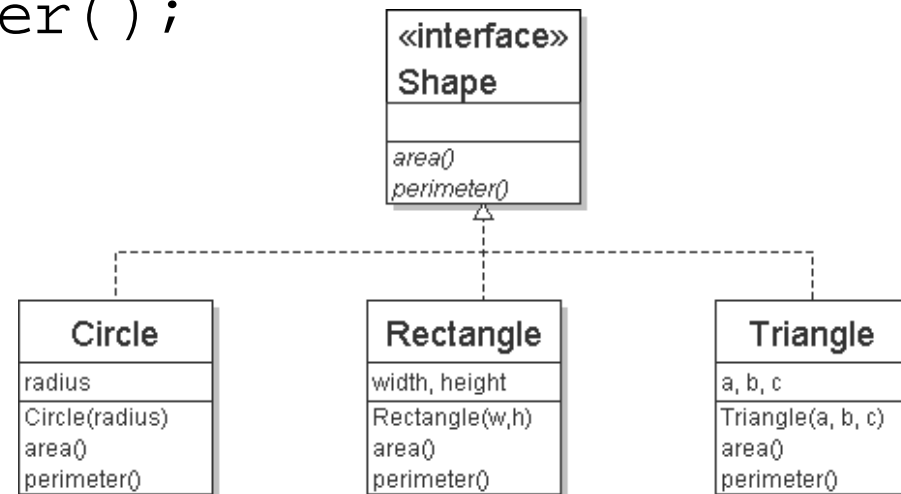 er();
«interface»
Shape
area()
perimeter()
Circle
radius
Circle(radius)
area()
perimeter()
Rectangle
width, height
Rectangle(w,h)
area()
perimeter()
Triangle
a, b, c
Triangle(a, b, c)
area()
perimeter()